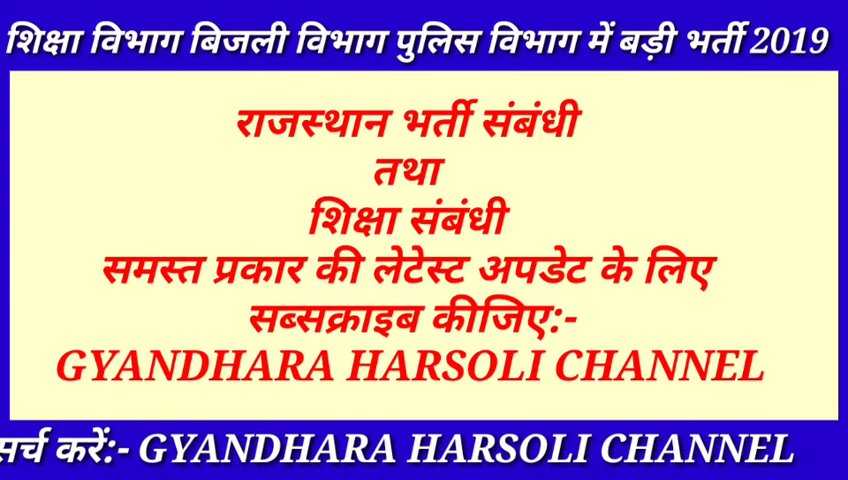 शिक्षा विभाग बिजली विभाग पुलिस विभाग में बड़ी भर्ती 2019
राजस्थान भर्ती संबंधी
तथा
शिक्षा संबंधी
समस्त प्रकार की लेटेस्ट अपडेट के लिए
सब्सक्राइब कीजिए:-
GYANDHARA HARSOLI CHANNEL
सर्च करें:- GYANDHARA HARSOLI CHANNEL